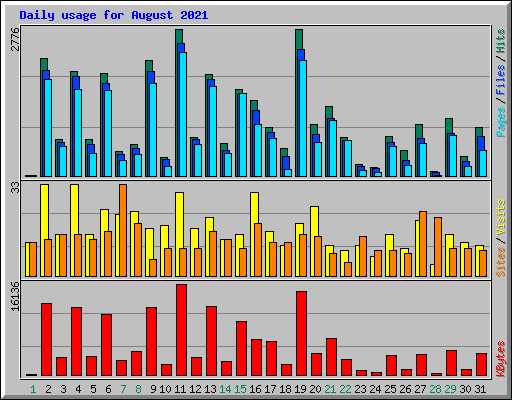 Daily usage for August 2021
2776
Pages / Files / Hits
33
Sites / Visits
16136
KBytes
1 2 3 4 5 6 7 8 9 10 11 12 13 14 15 16 17 18 19 20 21 22 23 24 25 26 27 28 29 30 31